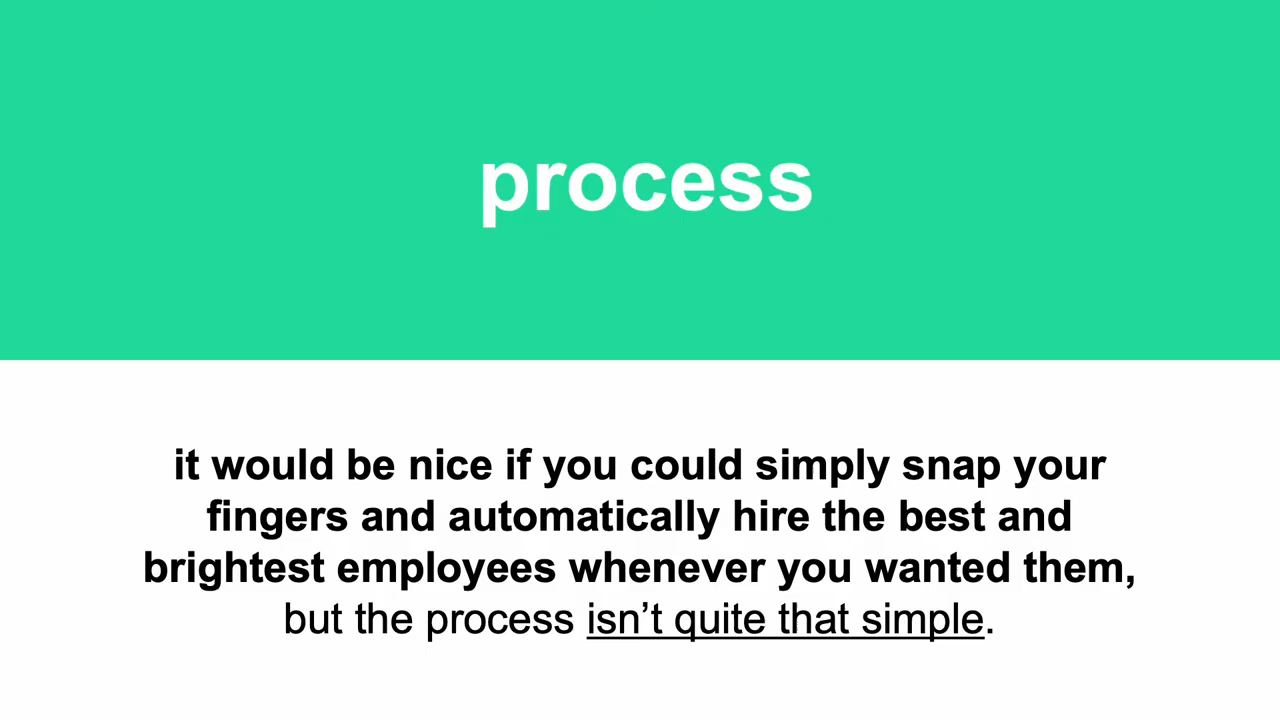 process
it would be nice if you could simply snap your
fingers and automatically hire the best and
brightest employees whenever you wanted them,
but the process isn’t quite that simple.